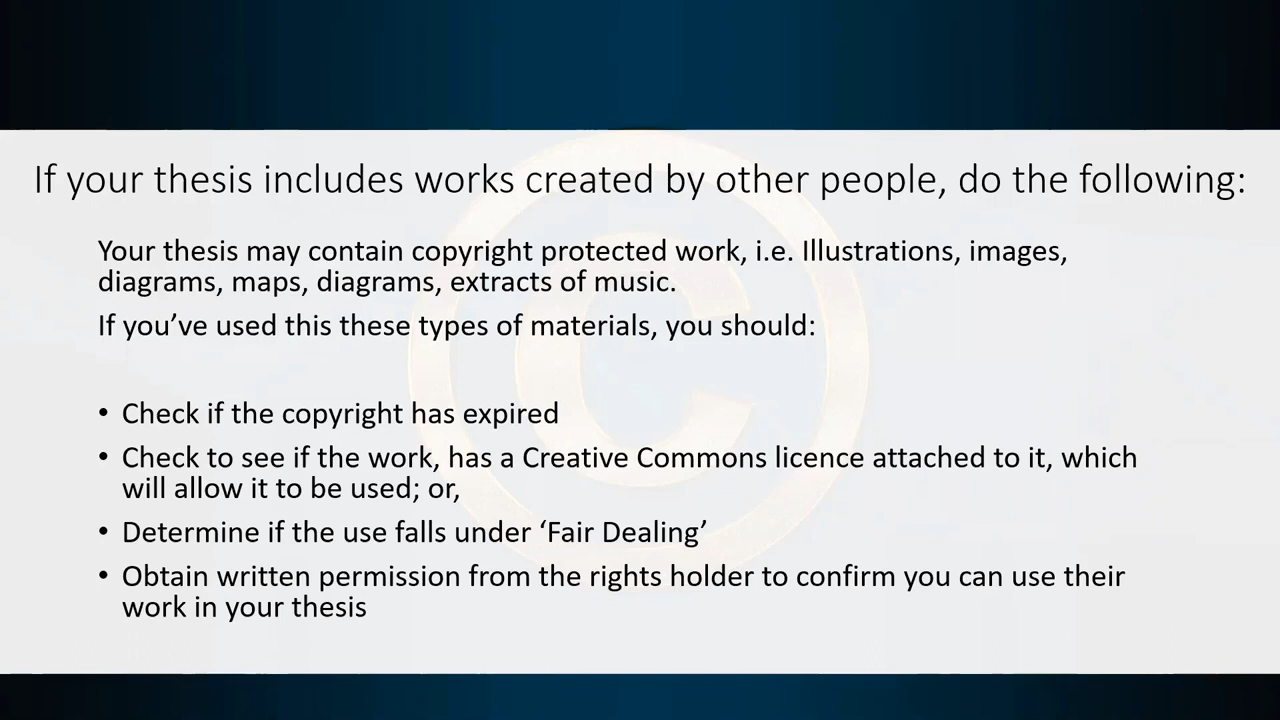 If your thesis includes works created by other people, do the following:
Your thesis may contain copyright protected work, i.e. Illustrations, images,
diagrams, maps, diagrams, extracts of music.
If you’ve used this these types of materials, you should:
• Check if the copyright has expired
• Check to see if the work, has a Creative Commons licence attached to it, which
will allow it to be used; or,
• Determine if the use falls under ‘Fair Dealing’
• Obtain written permission from the rights holder to confirm you can use their
work in your thesis